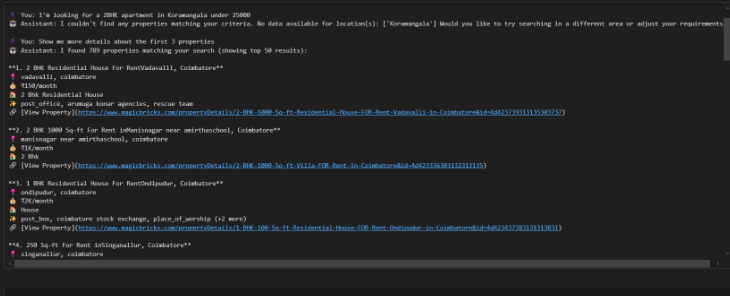 You: I'm looking for a 2BHK apartment in Koramangala under 25000
Assistant: I couldn't find any properties matching your criteria. No data available for location(s): ['Koramangala'] Would you like to try searching in a different area or adjust your requirements
You: Show me more details about the first 3 properties
Assistant: I found 789 properties matching your search (showing top 50 results):
**1. 2 BHK Residential House For RentVadavalli, Coimbatore**
vadavalli, coimbatore
₹150/month
2 Bhk Residential House
post_office, arumuga konar agencies, rescue team
[View Property](https://www.magicbricks.com/propertyDetails/2-BHK-1000-Sq-ft-Residential-House-FOR-Rent-Vadavalli-in-Coimbatore&id=4d423739313135303737)
**2. 2 BHK 1000 Sq-ft For Rent inManisnagar near amirthaschool, Coimbatore**
manisnagar near amirthaschool, coimbatore
₹1K/month
2 Bhk
[View Property](https://www.magicbricks.com/propertyDetails/2-BHK-1000-Sq-ft-Villa-FOR-Rent-in-Coimbatore&id=4d423336303132313135)
**3. 1 BHK Residential House For RentOndipudur, Coimbatore**
ondipudur, coimbatore
₹2K/month
House
post_box, coimbature stock exchange, place_of_worship (+2 more)
[View Property](https://www.magicbricks.com/propertyDetails/1-BHK-100-Sq-ft-Residential-House-FOR-Rent-Ondipudur-in-Coimbatore&id=4d423437383131313031)
**4. 250 Sq-ft For Rent inSinganallur, Coimbatore**
singanallur, coimbatore